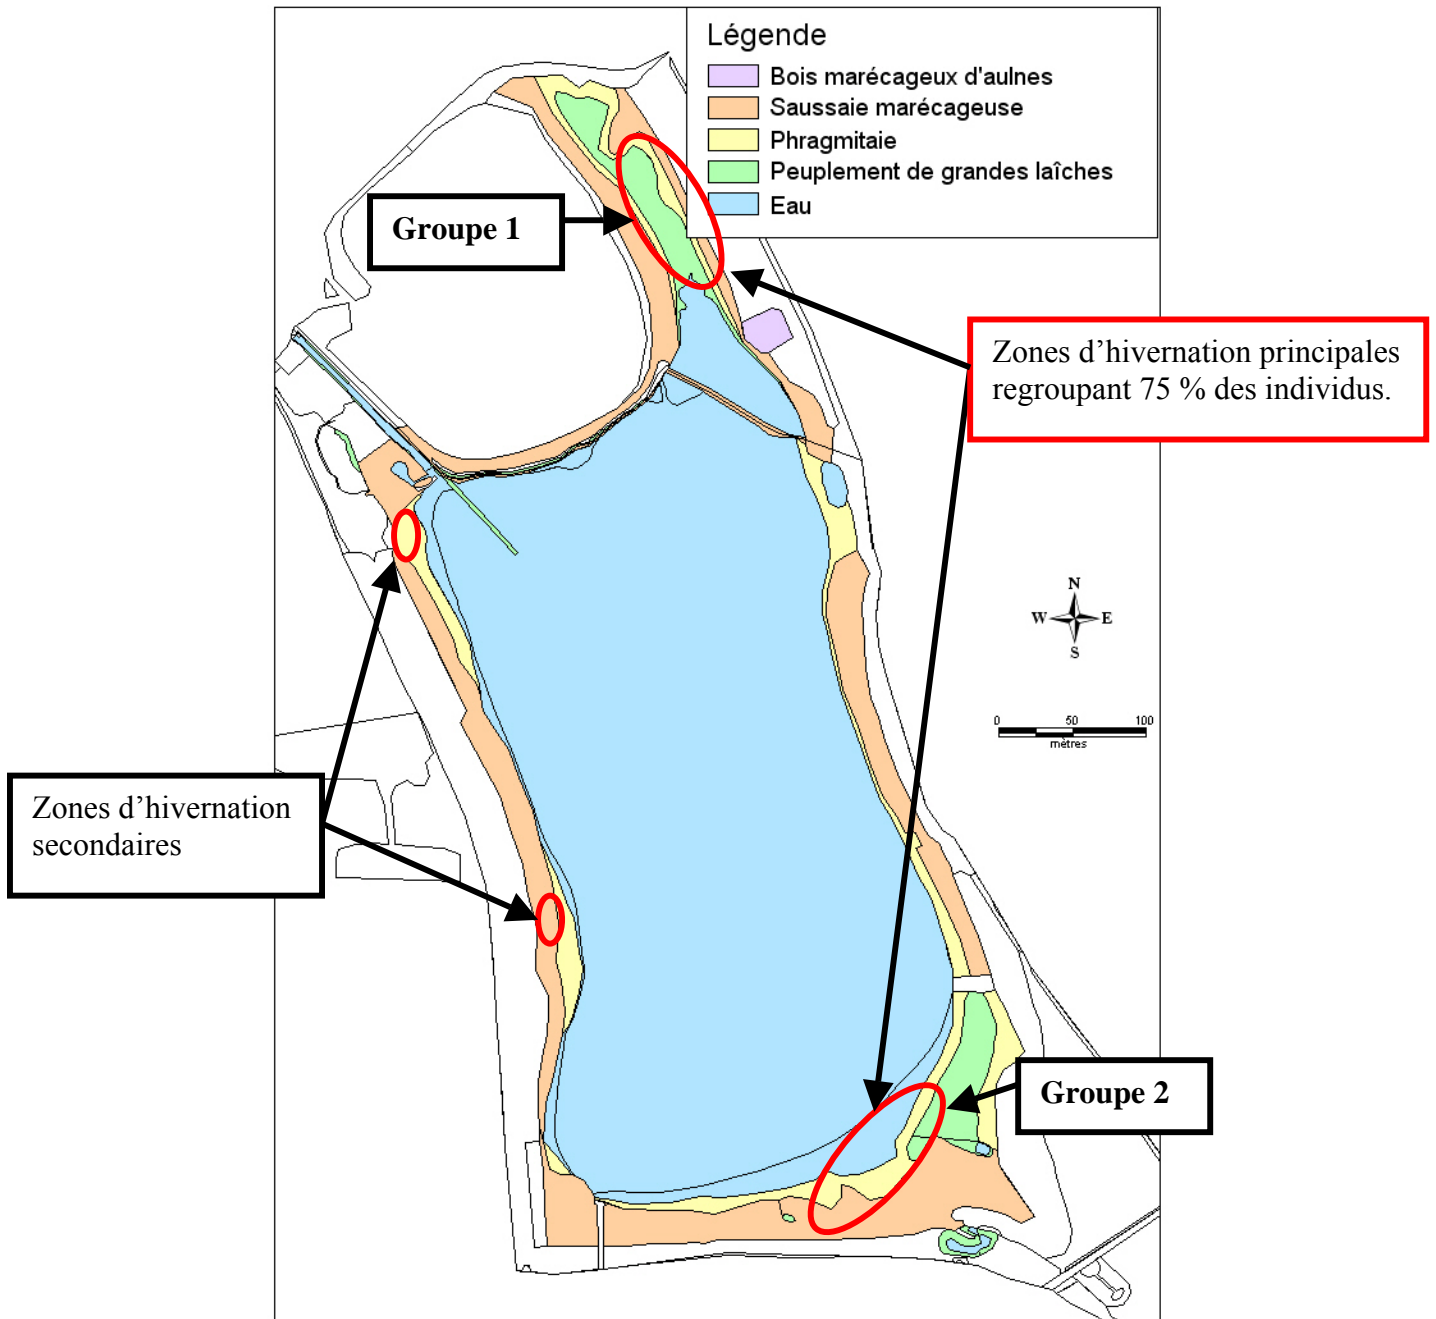 Légende
Bois marécageux d'aulnes
Saussaie marécageuse
Phragmitaie
Peuplement de grandes laîches
Eau
Groupe 1
Zones d’hivernation principales
regroupant 75 % des individus.
N
W E
S
0 50 100
mètres
Zones d’hivernation
secondaires
Groupe 2